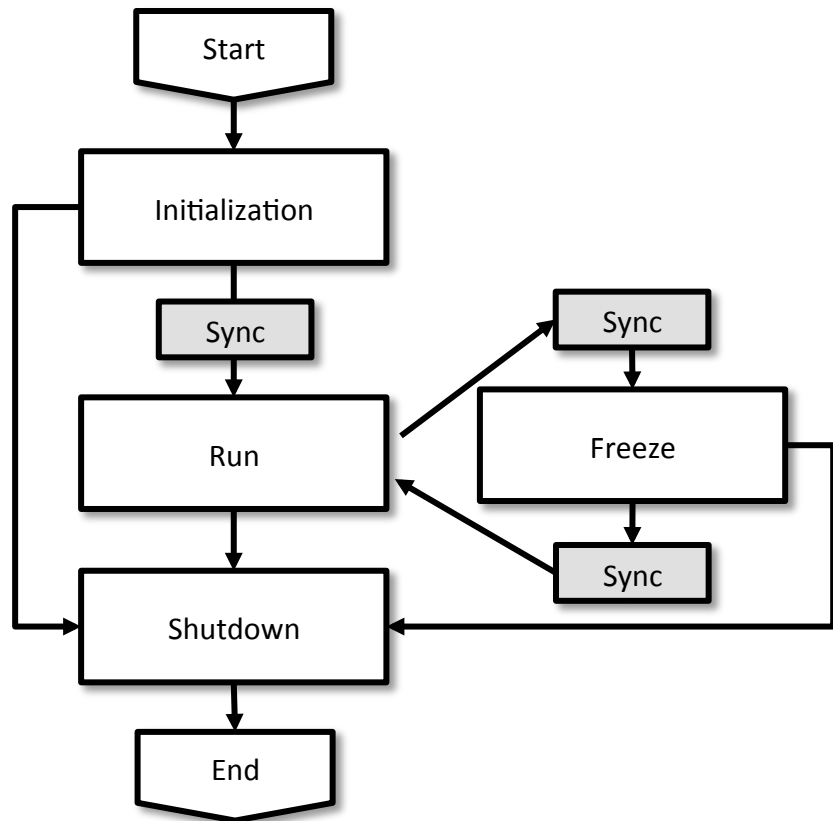 Start
Initialization
Sync
Sync
Run
Freeze
Sync
Shutdown
End